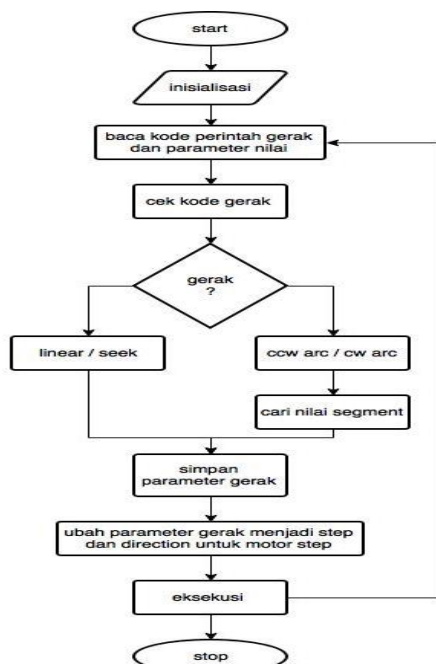 start
inisialisasi
baca kode perintah gerak
dan parameter nilai
cek kode gerak
gerak
?
linear / seek
ccw arc / cw arc
cari nilai segment
simpan
parameter gerak
ubah parameter gerak menjadi step
dan direction untuk motor step
eksekusi
stop